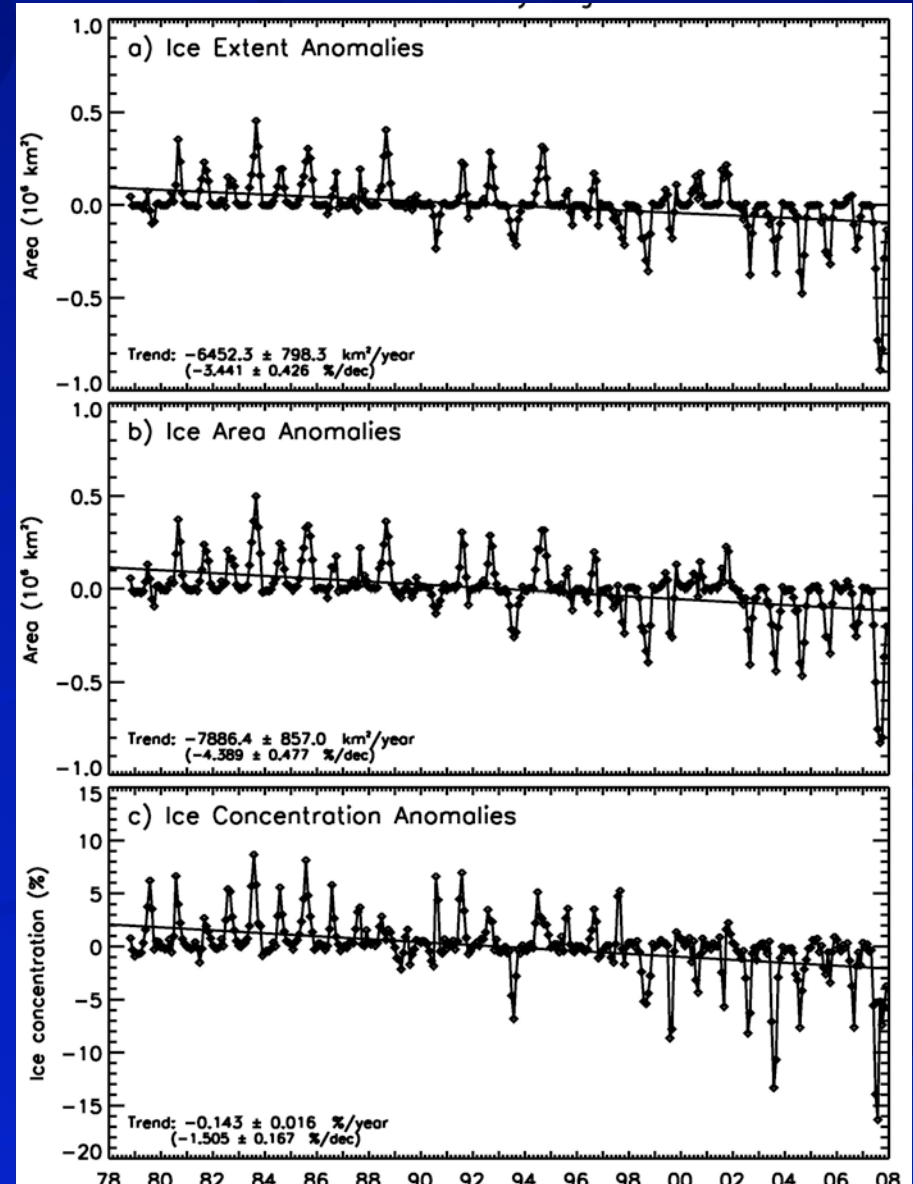 1.0
a) Ice Extent Anomalies
0.5
0.0
−0.5
−1.0
Area (10⁶ km²)
Trend: −6452.3 ± 798.3 km²/year
(−3.441 ± 0.426 %/dec)
1.0
b) Ice Area Anomalies
0.5
0.0
−0.5
−1.0
Area (10⁶ km²)
Trend: −7886.4 ± 857.0 km²/year
(−4.389 ± 0.477 %/dec)
15
c) Ice Concentration Anomalies
10
5
0
−5
−10
−15
−20
Ice concentration (%)
Trend: −0.143 ± 0.016 %/year
(−1.505 ± 0.167 %/dec)
78 80 82 84 86 88 90 92 94 96 98 00 02 04 06 08